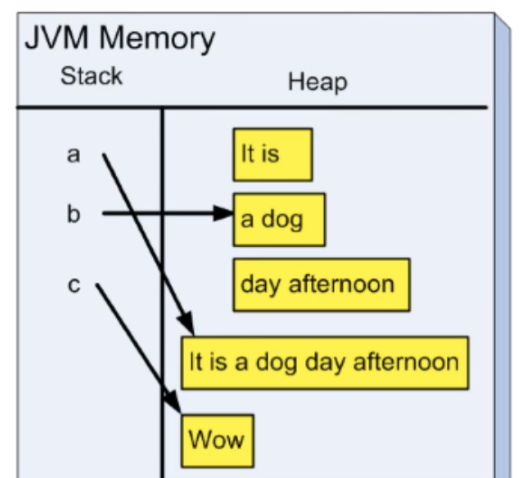 JVM Memory
Stack
Heap
a
It is
b
a dog
c
day afternoon
It is a dog day afternoon
Wow